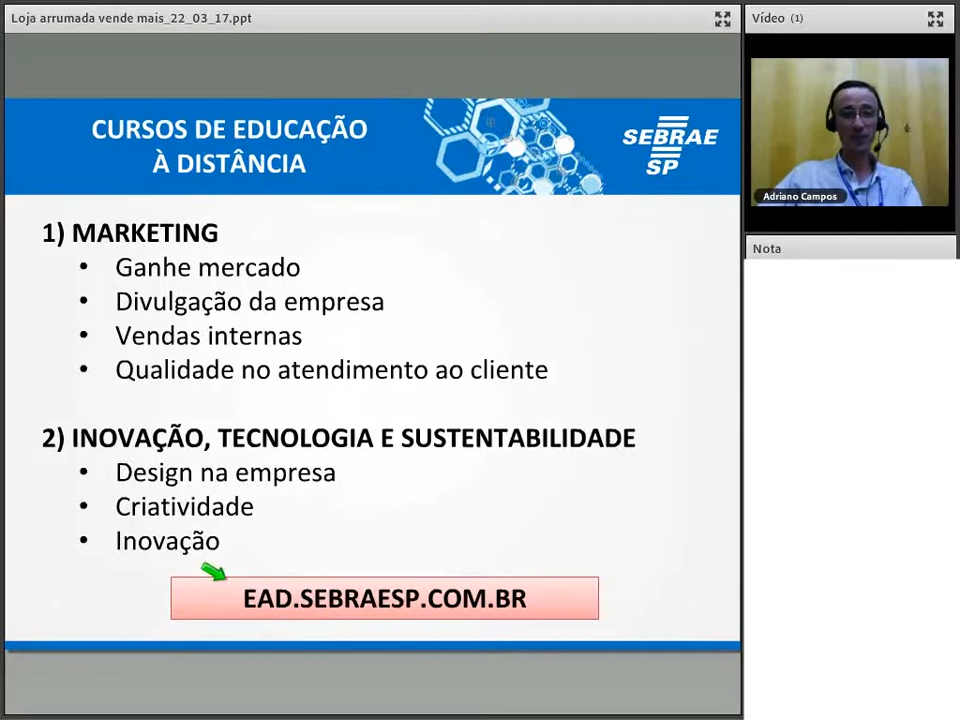 Loja arrumada vende mais_22_03_17.ppt
Vídeo (1)
CURSOS DE EDUCAÇÃO
À DISTÂNCIA
SEBRAE
SP
Adriano Campos
Nota
1) MARKETING
• Ganhe mercado
• Divulgação da empresa
• Vendas internas
• Qualidade no atendimento ao cliente
2) INOVAÇÃO, TECNOLOGIA E SUSTENTABILIDADE
• Design na empresa
• Criatividade
• Inovação
EAD.SEBRAESP.COM.BR